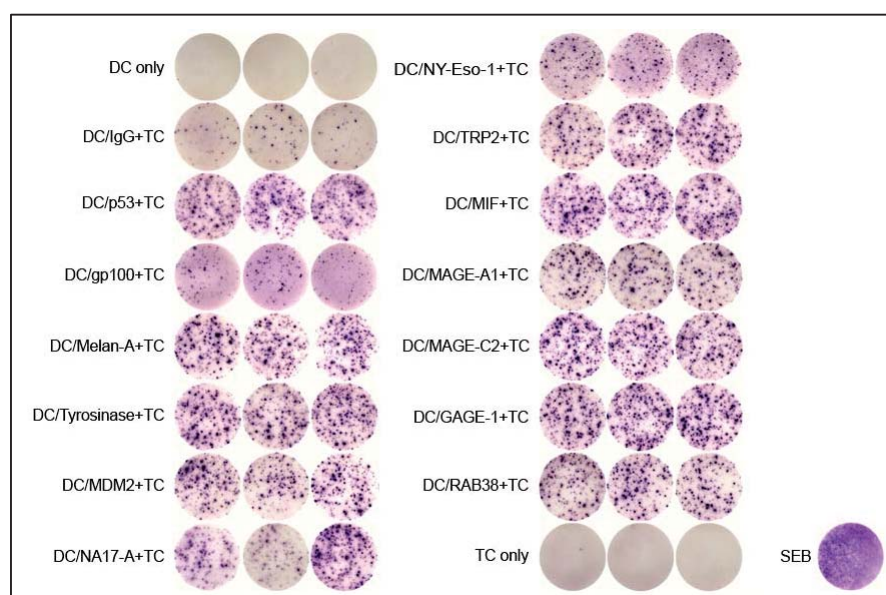 DC only
DC/IgG+TC
DC/p53+TC
DC/gp100+TC
DC/Melan-A+TC
DC/Tyrosinase+TC
DC/MDM2+TC
DC/NA17-A+TC
DC/NY-Eso-1+TC
DC/TRP2+TC
DC/MIF+TC
DC/MAGE-A1+TC
DC/MAGE-C2+TC
DC/GAGE-1+TC
DC/RAB38+TC
TC only
SEB